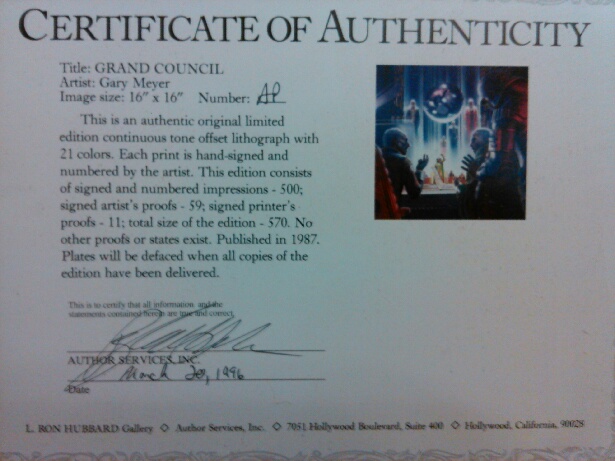 CERTIFICATE OF AUTHENTICITY
Title: GRAND COUNCIL
Artist: Gary Meyer
Image size: 16" x 16" Number: AP
This is an authentic original limited
edition continuous tone offset lithograph with
21 colors. Each print is hand-signed and
numbered by the artist. This edition consists
of signed and numbered impressions - 500;
signed artist's proofs - 59; signed printer's
proofs - 11; total size of the edition - 570. No
other proofs or states exist. Published in 1987.
Plates will be defaced when all copies of the
edition have been delivered.
This is to certify that all information and the
statements contained herein are true and correct.
AUTHOR SERVICES, INC.
March 20, 1996
Date
L. RON HUBBARD Gallery ◇ Author Services, Inc. ◇ 7051 Hollywood Boulevard, Suite 400 ◇ Hollywood, California, 90028